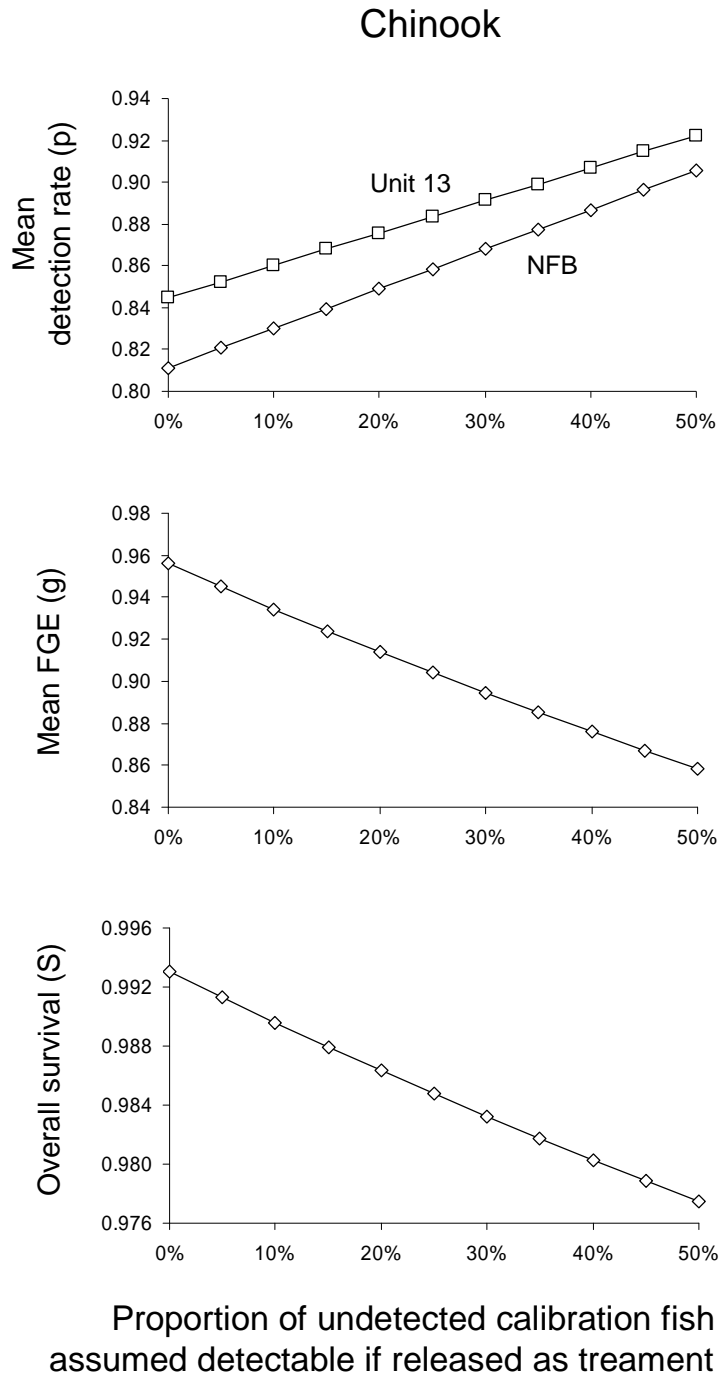 Chinook
Mean
detection rate (p)
0.94
0.92
0.90
0.88
0.86
0.84
0.82
0.80
Unit 13
NFB
0% 10% 20% 30% 40% 50%
Mean FGE (g)
0.98
0.96
0.94
0.92
0.90
0.88
0.86
0.84
0% 10% 20% 30% 40% 50%
Overall survival (S)
0.996
0.992
0.988
0.984
0.980
0.976
0% 10% 20% 30% 40% 50%
Proportion of undetected calibration fish
assumed detectable if released as treament